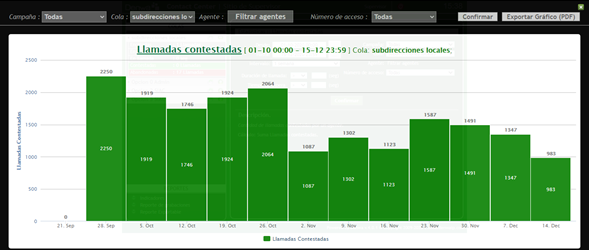 Campaña : Todas Cola : subdirecciones lo Agente : Filtrar agentes Número de acceso : Todas Confirmar Exportar Gráfico (PDF)
Llamadas contestadas [ 01-10 00:00 - 15-12 23:59 ] Cola: subdirecciones locales,
Llamadas Contestadas
2500
2000
1500
1000
500
0
0
2250
1919
1746
1924
2064
1087
1302
1123
1587
1491
1347
983
2250
1919
1746
1924
2064
1087
1302
1123
1587
1491
1347
983
21. Sep
28. Sep
5. Oct
12. Oct
19. Oct
26. Oct
2. Nov
9. Nov
16. Nov
23. Nov
30. Nov
7. Dec
14. Dec
Llamadas Contestadas